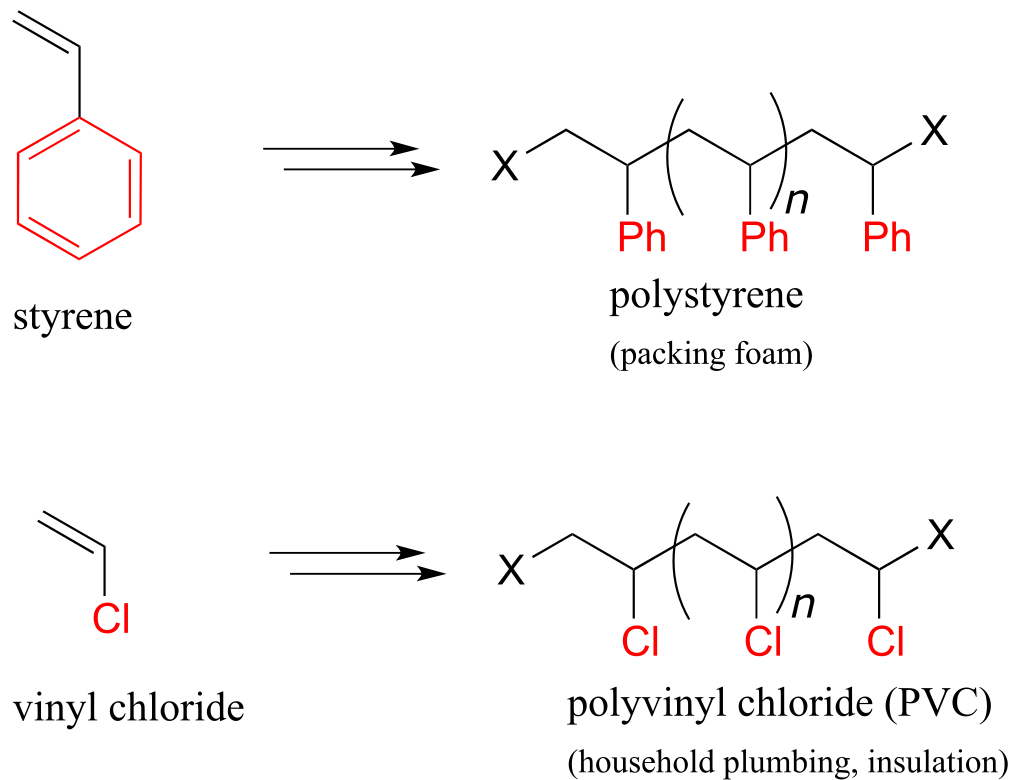 X X
n
Ph Ph Ph
styrene
polystyrene
(packing foam)
X X
n
Cl
Cl Cl Cl
vinyl chloride
polyvinyl chloride (PVC)
(household plumbing, insulation)